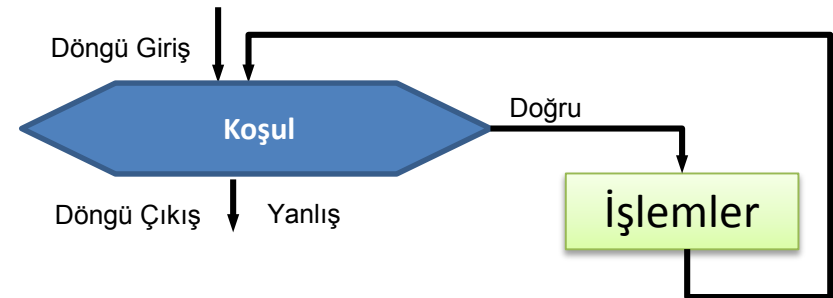 Döngü Giriş
Koşul
Doğru
İşlemler
Döngü Çıkış
Yanlış